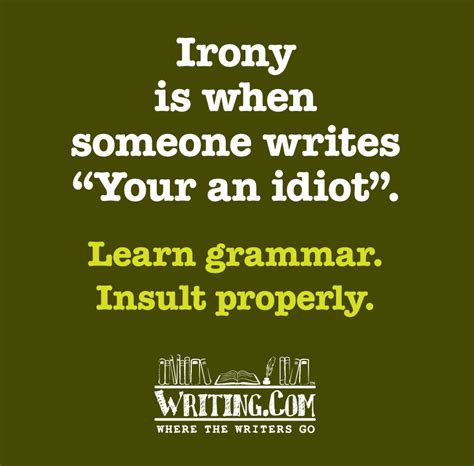 Irony
is when
someone writes
“Your an idiot”.
Learn grammar.
Insult properly.
WRITING.COM
WHERE THE WRITERS GO